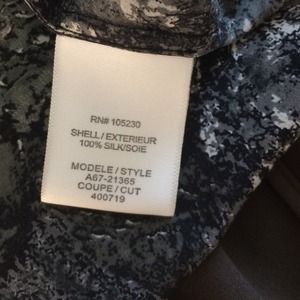 RN# 105230
SHELL / EXTERIEUR
100% SILK/SOIE
MODELE / STYLE
A67-21365
COUPE / CUT
400719